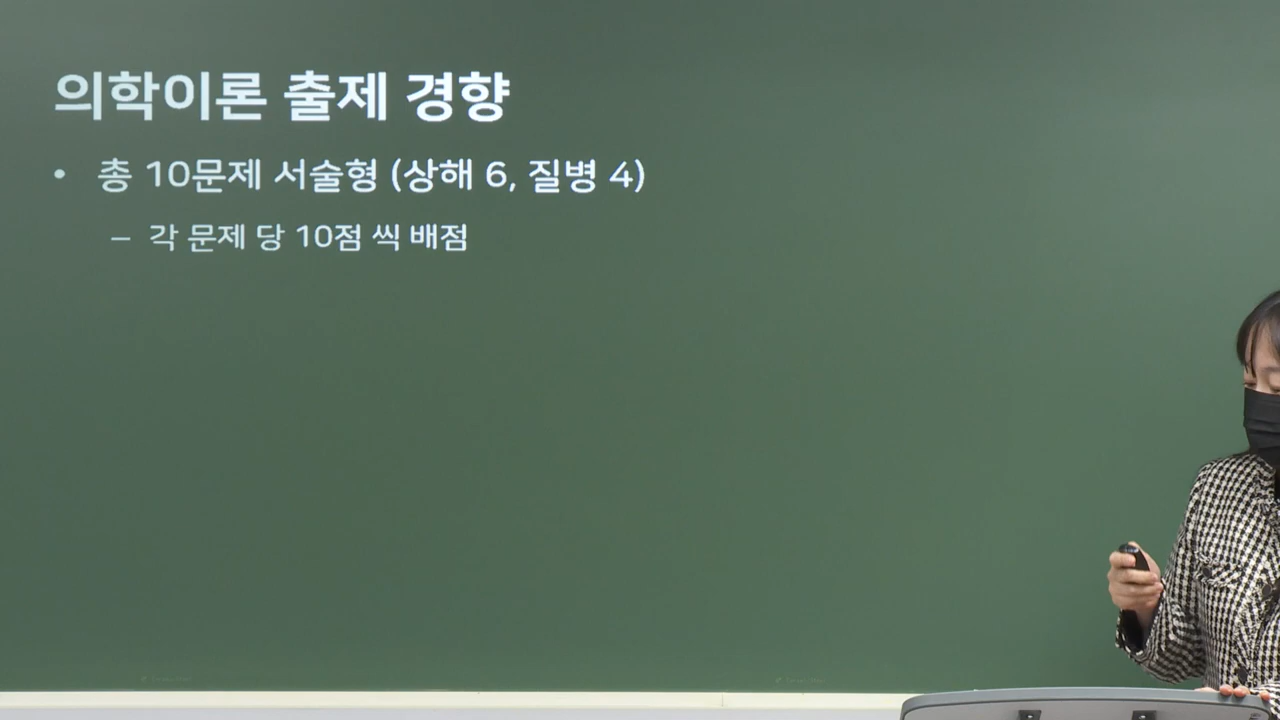 의학이론 출제 경향
• 총 10문제 서술형 (상해 6, 질병 4)
– 각 문제 당 10점 씩 배점